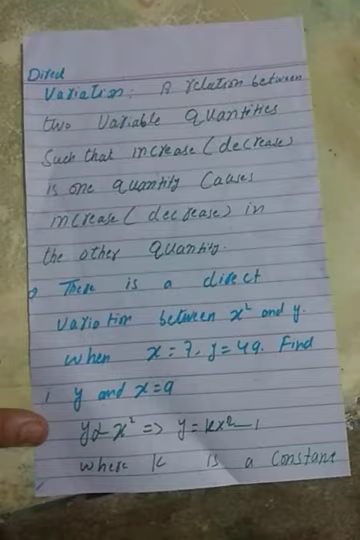 Direct
Variation: A relation between
two variable quantities
Such that increase (decrease)
is one quantity causes
increase (decrease) in
the other quantity.
There is a direct
variation between x² and y.
when x = 7, y = 49. Find
i y and x = 9
y ∝ x² => y = kx² — 1
where k is a constant